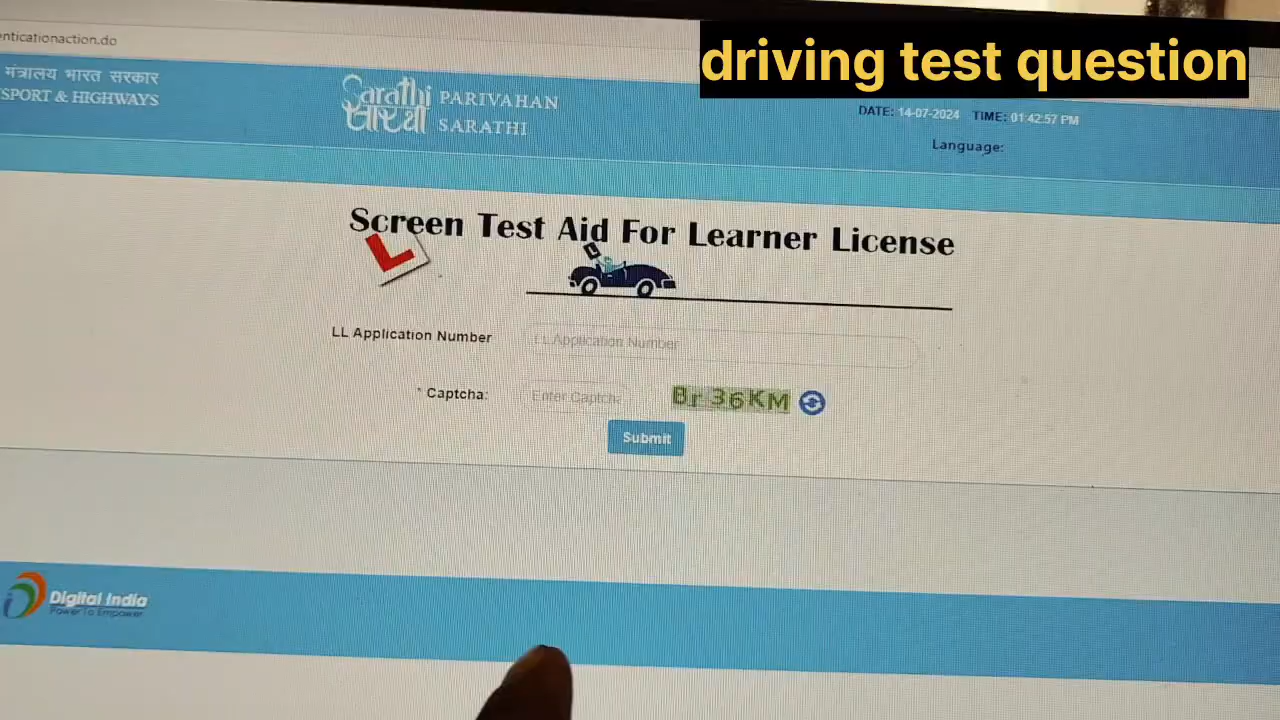 driving test question
enticationaction.do
मंत्रालय भारत सरकार
SPORT & HIGHWAYS
Sarathi
सारथी
PARIVAHAN
SARATHI
DATE: 14-07-2024 TIME: 01:42:57 PM
Language:
Screen Test Aid For Learner License
L
L
LL Application Number
LL Application Number
* Captcha:
Enter Captcha
Br36KM
Submit
Digital India
Power To Empower